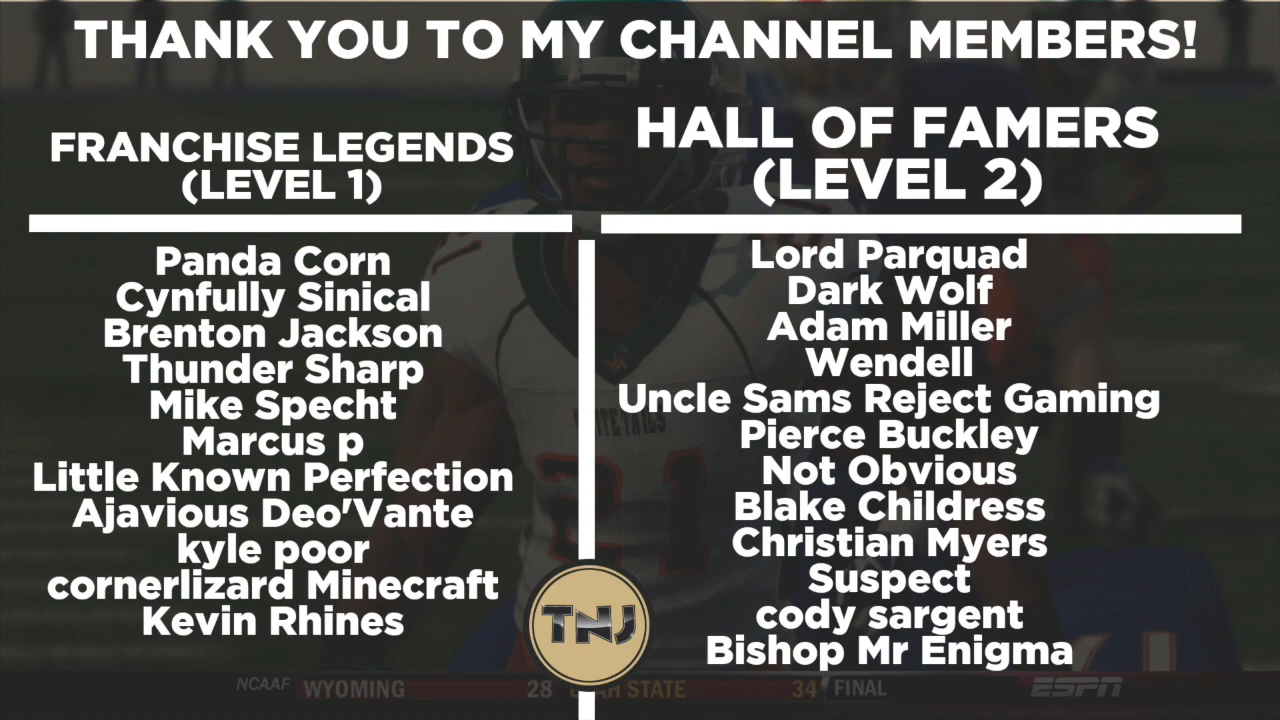 THANK YOU TO MY CHANNEL MEMBERS!
FRANCHISE LEGENDS
(LEVEL 1)
Panda Corn
Cynfully Sinical
Brenton Jackson
Thunder Sharp
Mike Specht
Marcus p
Little Known Perfection
Ajavious Deo'Vante
kyle poor
cornerlizard Minecraft
Kevin Rhines
HALL OF FAMERS
(LEVEL 2)
Lord Parquad
Dark Wolf
Adam Miller
Wendell
Uncle Sams Reject Gaming
Pierce Buckley
Not Obvious
Blake Childress
Christian Myers
Suspect
cody sargent
Bishop Mr Enigma
TNJ
21
NCAAF WYOMING 28 STATE 34 FINAL ESPN